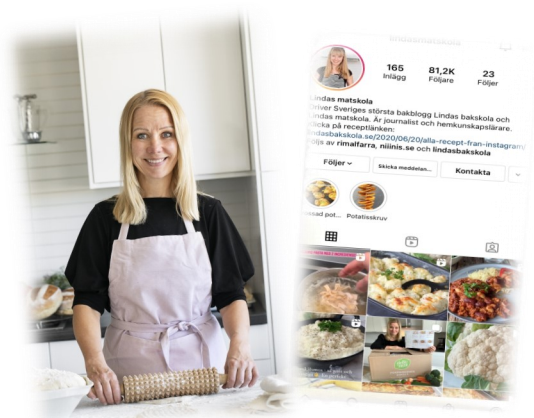 165
81,2K
23
Inlägg
Följare
Följer
Lindas matskola
Driver Sveriges största bakblogg Lindas bakskola och
Lindas matskola. Är journalist och hemkunskapslärare.
Klicka på receptlänken:
lindasbakskola.se/2020/06/20/alla-recept-fran-instagram
Följs av rimalfarra, niiinis.se och lindasbakskola
Följer
Skicka meddelan...
Kontakta
Potatisskruv